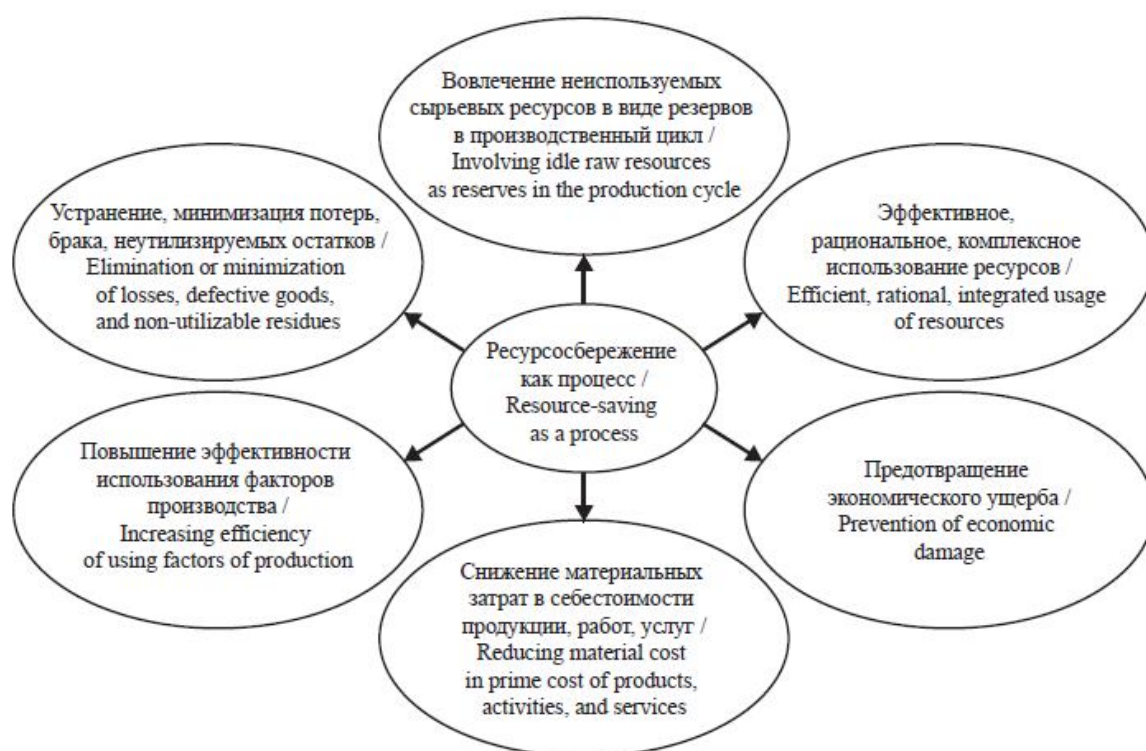 Вовлечение неиспользуемых
сырьевых ресурсов в виде резервов
в производственный цикл /
Involving idle raw resources
as reserves in the production cycle
Устранение, минимизация потерь,
брака, неутилизируемых остатков /
Elimination or minimization
of losses, defective goods,
and non-utilizable residues
Эффективное,
рациональное, комплексное
использование ресурсов /
Efficient, rational, integrated usage
of resources
Ресурсосбережение
как процесс /
Resource-saving
as a process
Повышение эффективности
использования факторов
производства /
Increasing efficiency
of using factors of production
Предотвращение
экономического ущерба /
Prevention of economic
damage
Снижение материальных
затрат в себестоимости
продукции, работ, услуг /
Reducing material cost
in prime cost of products,
activities, and services